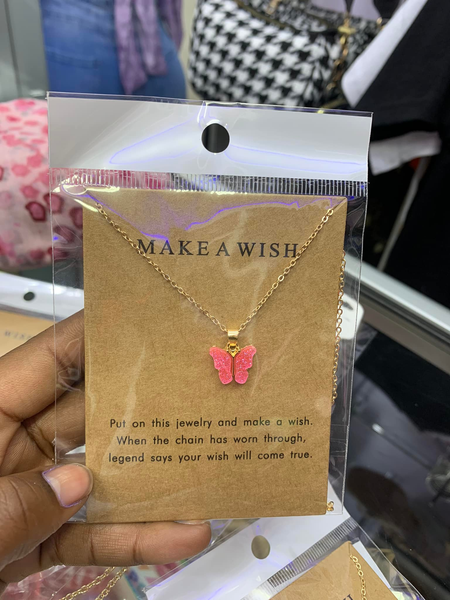 MAKE A WISH
Put on this jewelry and make a wish.
When the chain has worn through,
legend says your wish will come true.
WISH